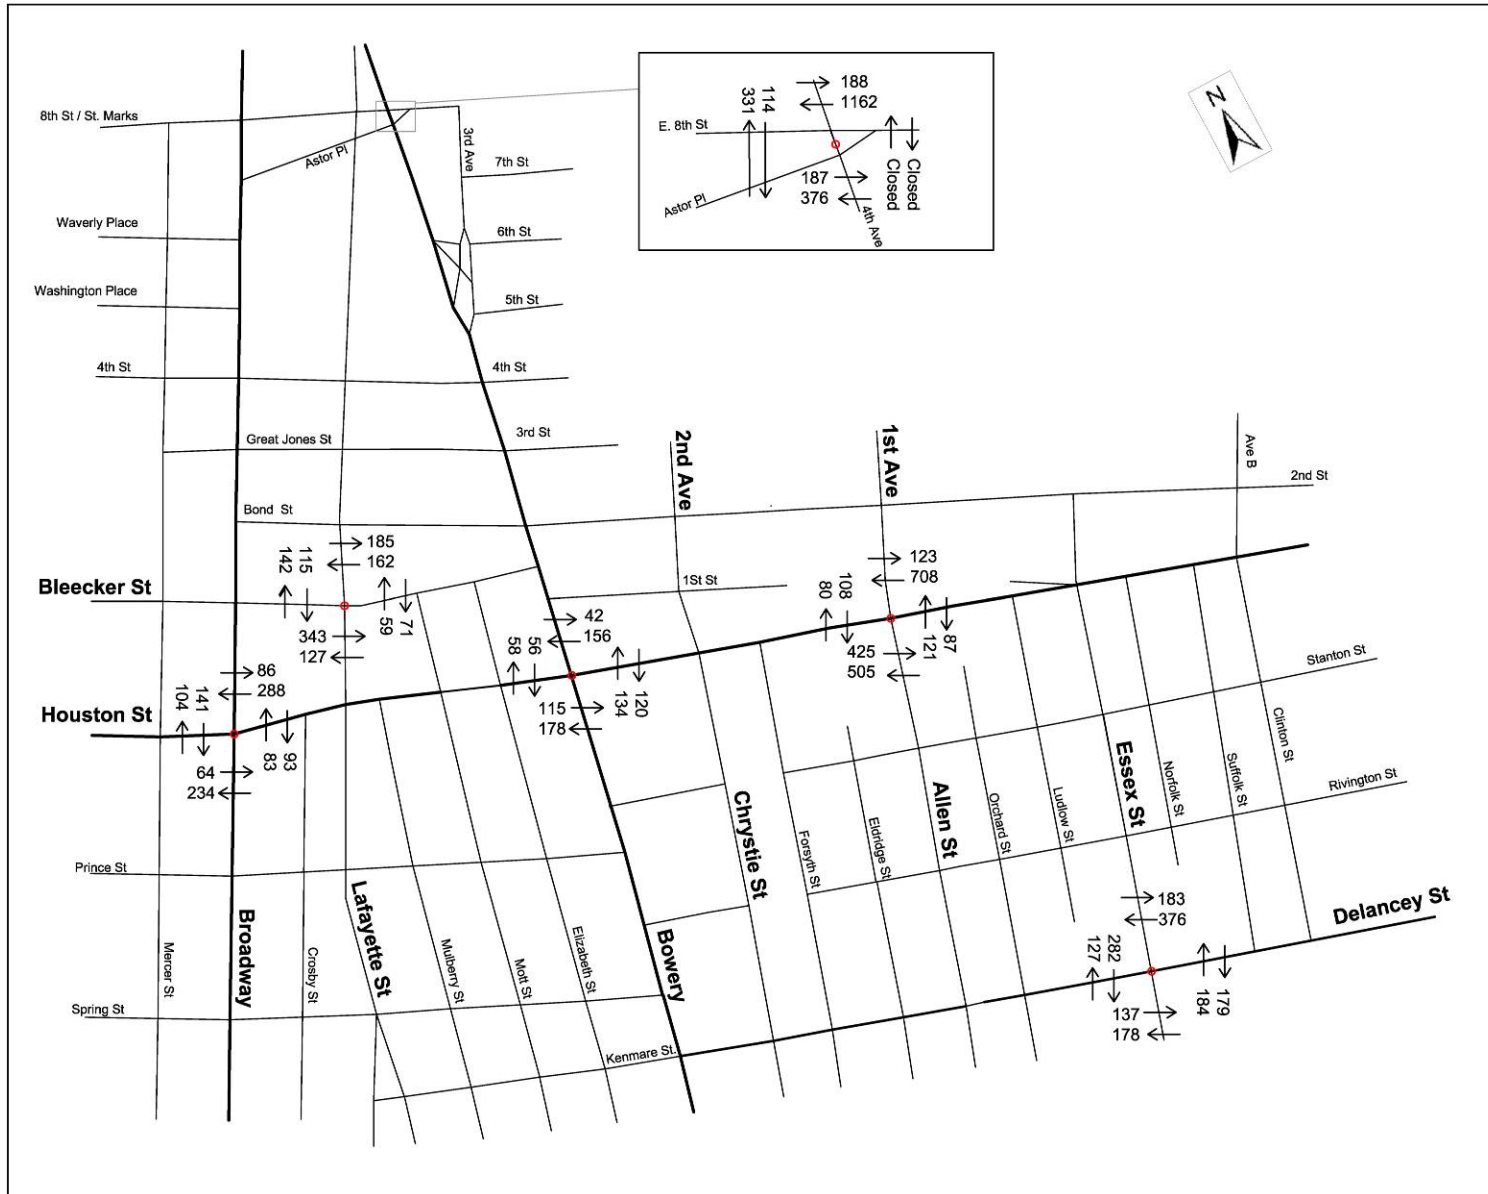 8th St / St. Marks
Astor Pl
3rd Ave
7th St
Waverly Place
6th St
Washington Place
5th St
4th St
4th St
Great Jones St
3rd St
Bond St
188
1162
331
114
E. 8th St
187
376
Closed
Closed
Astor Pl
4th Ave
N
2nd Ave
1st Ave
Ave B
2nd St
Bleecker St
142
115
185
162
343
127
59
71
1St St
123
708
80
108
425
505
121
87
42
156
58
56
115
178
134
120
86
288
104
141
Houston St
64
234
83
93
Stanton St
Clinton St
Essex St
Norfolk St
Suffolk St
Rivington St
Chrystie St
Forsyth St
Eldridge St
Allen St
Orchard St
Ludlow St
Prince St
Lafayette St
Broadway
Mercer St
Crosby St
Mulberry St
Mott St
Elizabeth St
Bowery
183
376
127
282
137
178
184
179
Delancey St
Spring St
Kenmare St.